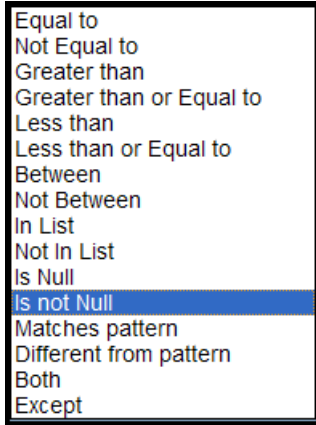 Equal to
Not Equal to
Greater than
Greater than or Equal to
Less than
Less than or Equal to
Between
Not Between
In List
Not In List
Is Null
Is not Null
Matches pattern
Different from pattern
Both
Except